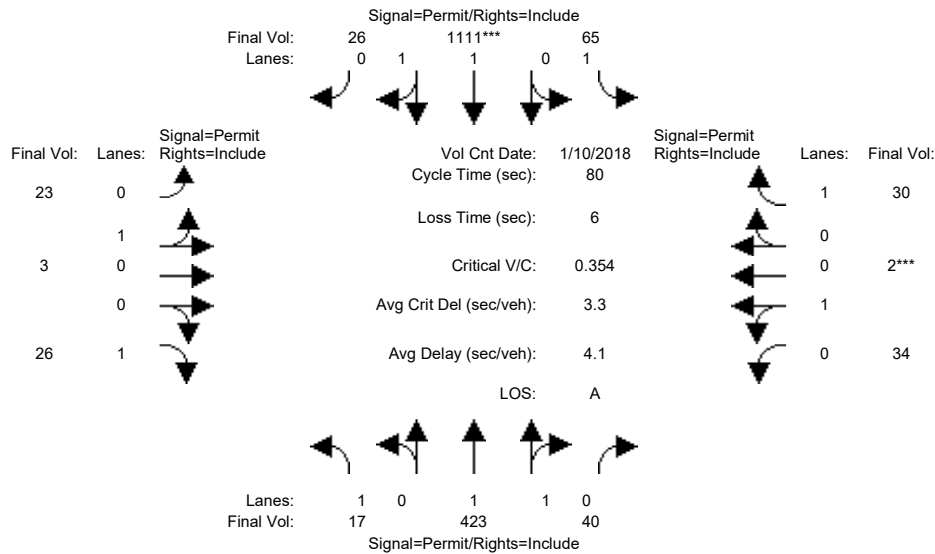 Signal=Permit/Rights=Include
Final Vol: 26 1111*** 65
Lanes: 0 1 1 0 1
Signal=Permit
Final Vol: Lanes: Rights=Include
Vol Cnt Date: 1/10/2018
Signal=Permit
Rights=Include Lanes: Final Vol:
Cycle Time (sec): 80
23 0
1 30
Loss Time (sec): 6
1
0
3 0
Critical V/C: 0.354
0 2***
0
Avg Crit Del (sec/veh): 3.3
1
26 1
Avg Delay (sec/veh): 4.1
0 34
LOS: A
Lanes: 1 0 1 1 0
Final Vol: 17 423 40
Signal=Permit/Rights=Include